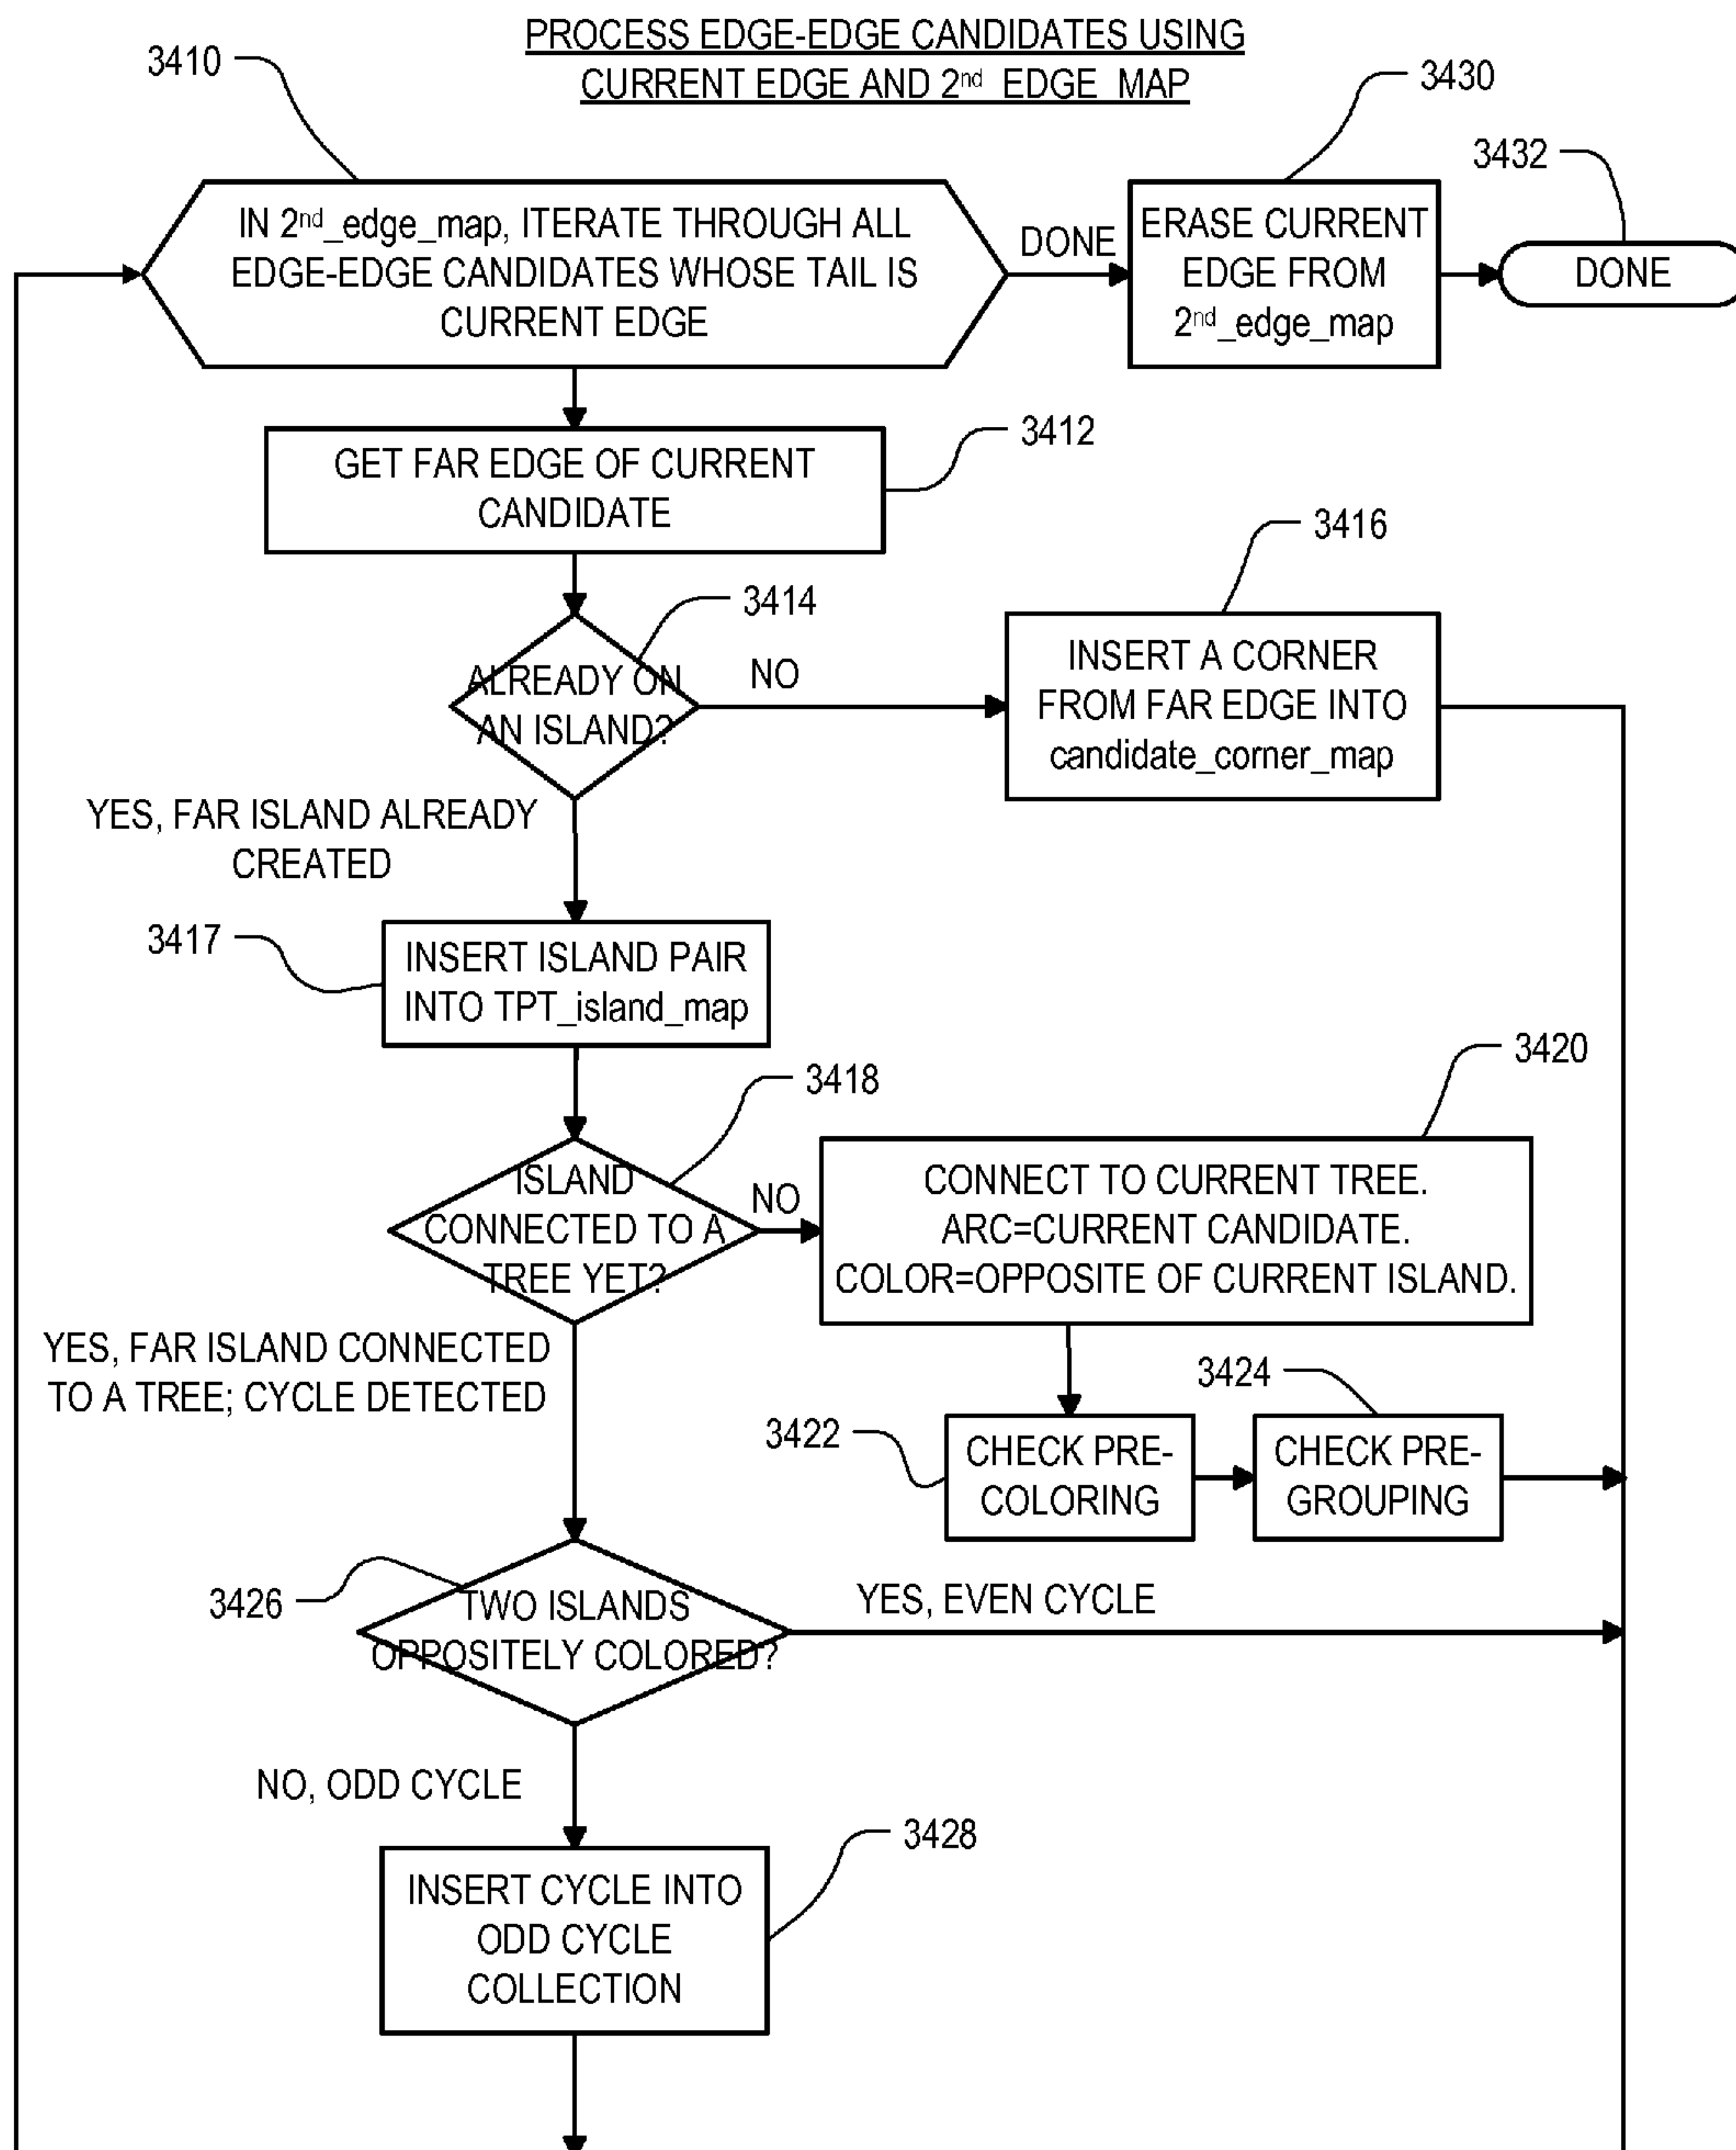 PROCESS EDGE-EDGE CANDIDATES USING
CURRENT EDGE AND 2nd EDGE MAP
3410
3430
3432
IN 2nd_edge_map, ITERATE THROUGH ALL
EDGE-EDGE CANDIDATES WHOSE TAIL IS
CURRENT EDGE
DONE
ERASE CURRENT
EDGE FROM
2nd_edge_map
DONE
3412
GET FAR EDGE OF CURRENT
CANDIDATE
3414
ALREADY ON
AN ISLAND?
NO
3416
INSERT A CORNER
FROM FAR EDGE INTO
candidate_corner_map
YES, FAR ISLAND ALREADY
CREATED
3417
INSERT ISLAND PAIR
INTO TPT_island_map
3418
ISLAND
CONNECTED TO A
TREE YET?
NO
3420
CONNECT TO CURRENT TREE.
ARC=CURRENT CANDIDATE.
COLOR=OPPOSITE OF CURRENT ISLAND.
YES, FAR ISLAND CONNECTED
TO A TREE; CYCLE DETECTED
3422
CHECK PRE-
COLORING
3424
CHECK PRE-
GROUPING
3426
TWO ISLANDS
OPPOSITELY COLORED?
YES, EVEN CYCLE
NO, ODD CYCLE
3428
INSERT CYCLE INTO
ODD CYCLE
COLLECTION